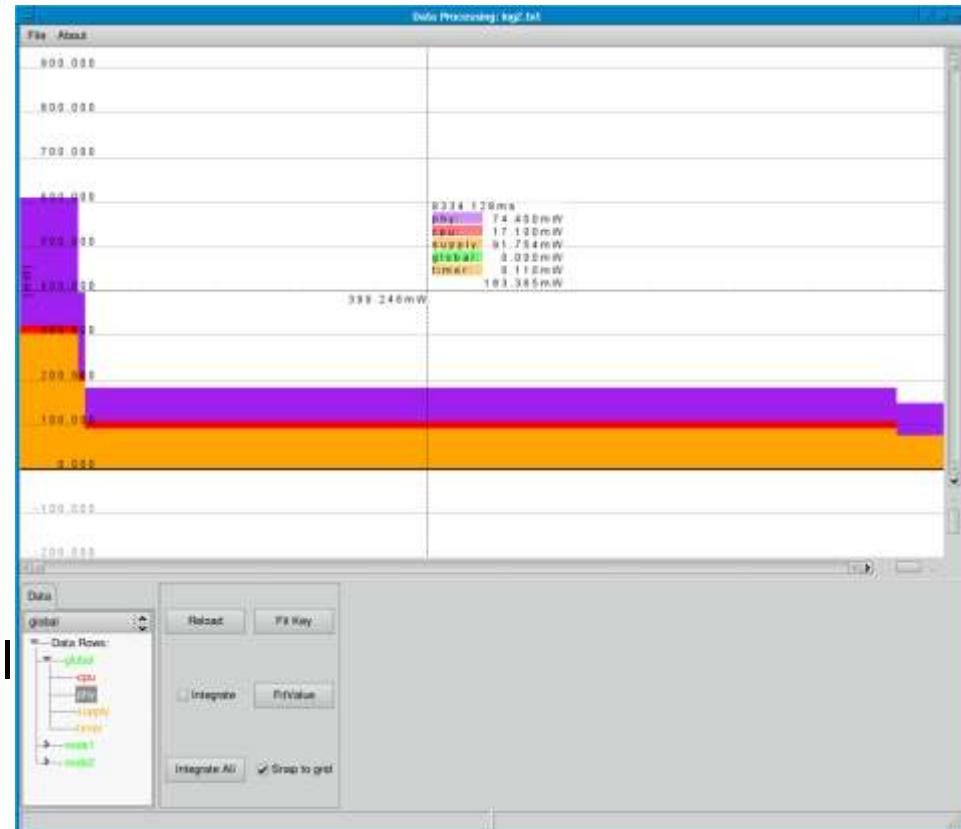 Data Processing: log2.txt
File About
900.000
800.000
700.000
600.000
8334.128ms
phy: 74.400mW
cpu: 17.100mW
500.000
supply: 91.754mW
global: 0.000mW
timer: 0.110mW
[mW]
400.000
183.365mW
399.246mW
300.000
200.000
100.000
0.000
-100.000
-200.000
Data
global
Reload Fit Key
Data Rows:
global
cpu
phy
Integrate FitValue
supply
timer
node1
node2
Integrate All Snap to grid